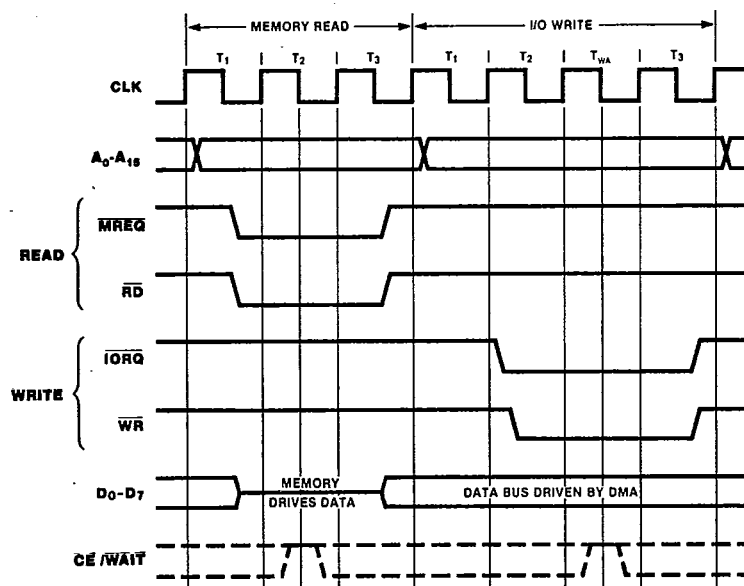 MEMORY READ I/O WRITE
T1 T2 T3 T1 T2 TWA T3
CLK
A0-A15
READ
MREQ
RD
WRITE
IORQ
WR
D0-D7
MEMORY
DRIVES DATA
DATA BUS DRIVEN BY DMA
CE/WAIT